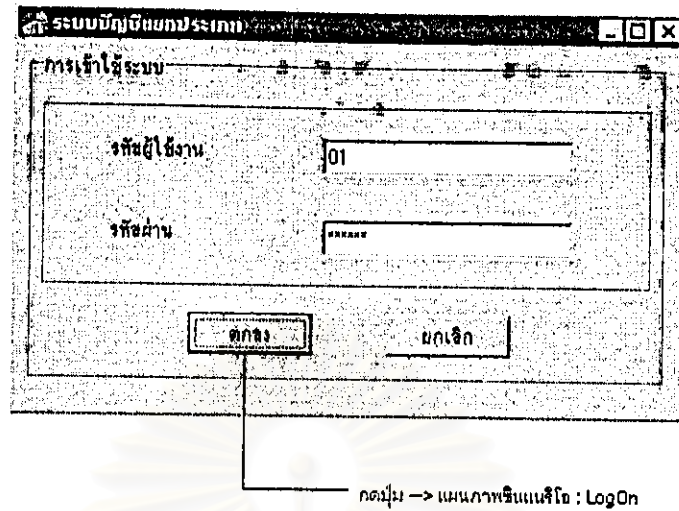 ระบบบัญชีแยกประเภท
การเข้าใช้ระบบ
รหัสผู้ใช้งาน
01
รหัสผ่าน
******
ตกลง
ยกเลิก
กดปุ่ม –> แผนภาพซีแนริโอ : LogOn